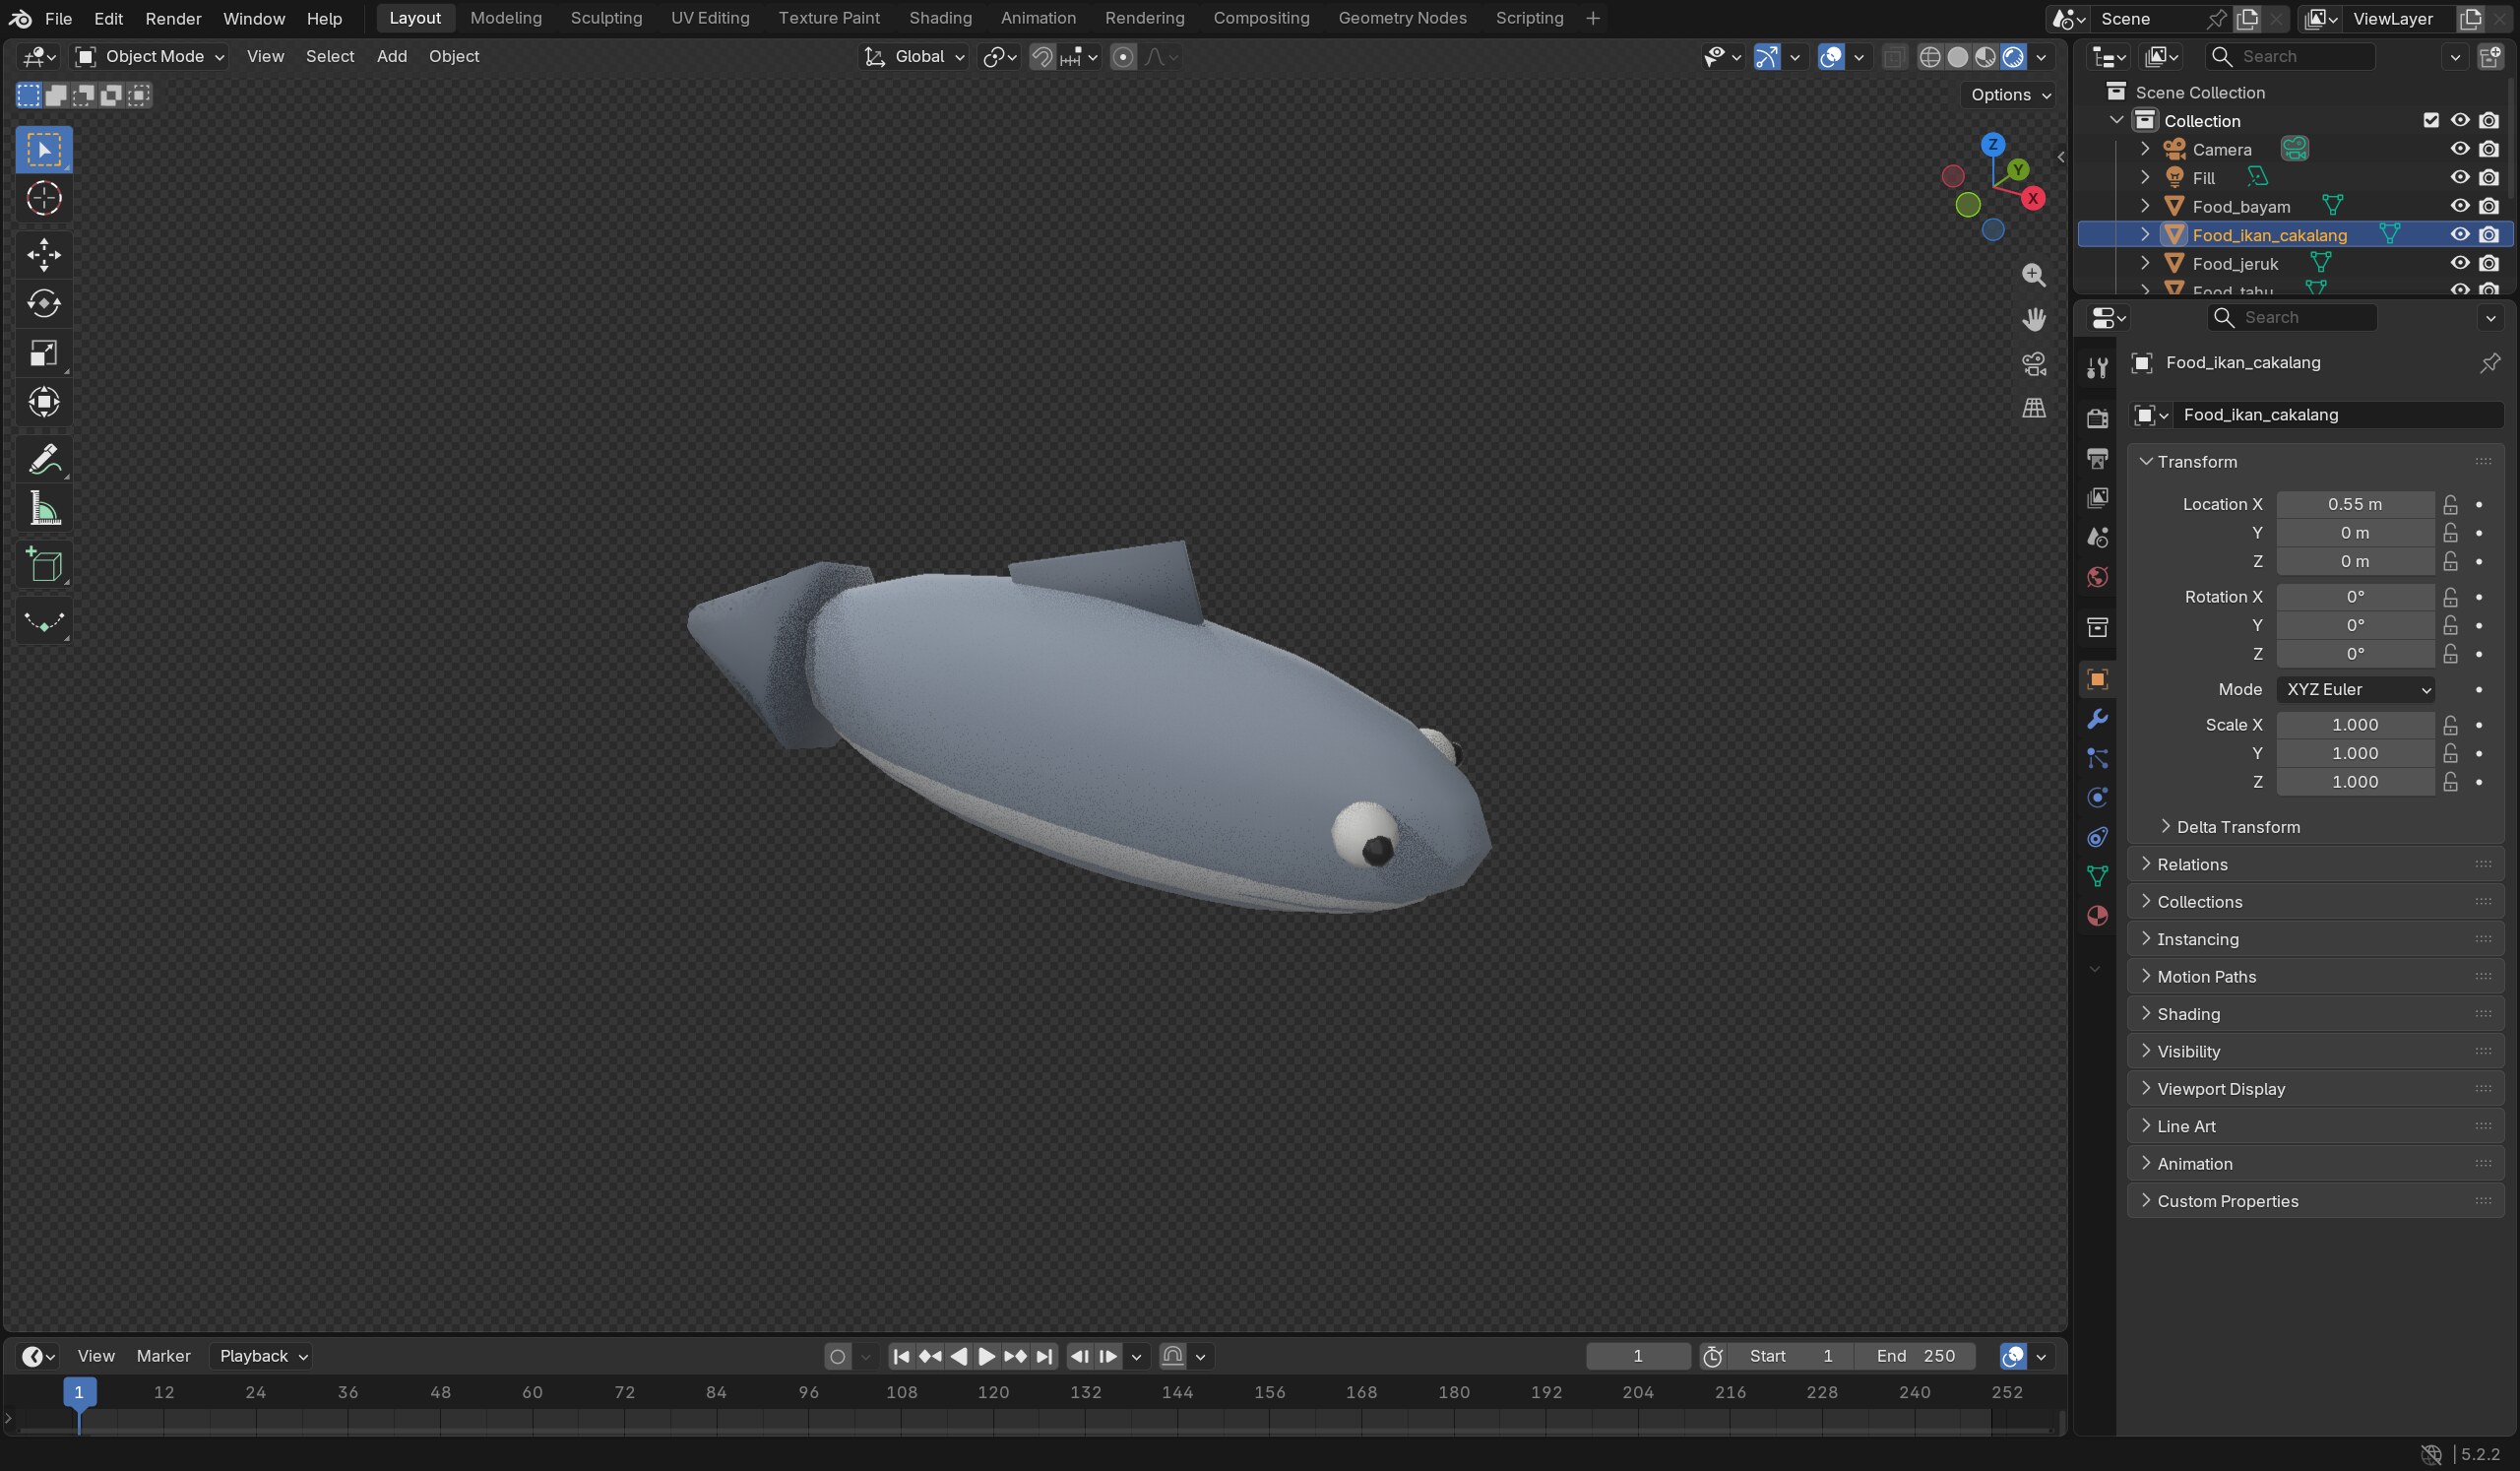 File Edit Render Window Help Layout Modeling Sculpting UV Editing Texture Paint Shading Animation Rendering Compositing Geometry Nodes Scripting + Scene ViewLayer
Object Mode View Select Add Object Global Search
Options
Z
Y
X
Scene Collection
Collection
Camera
Fill
Food_bayam
Food_ikan_cakalang
Food_jeruk
Food_tahu
Search
Food_ikan_cakalang
Food_ikan_cakalang
Transform
Location X 0.55 m
Y 0 m
Z 0 m
Rotation X 0°
Y 0°
Z 0°
Mode XYZ Euler
Scale X 1.000
Y 1.000
Z 1.000
Delta Transform
Relations
Collections
Instancing
Motion Paths
Shading
Visibility
Viewport Display
Line Art
Animation
Custom Properties
View Marker Playback 1 Start 1 End 250
1 12 24 36 48 60 72 84 96 108 120 132 144 156 168 180 192 204 216 228 240 252
5.2.2